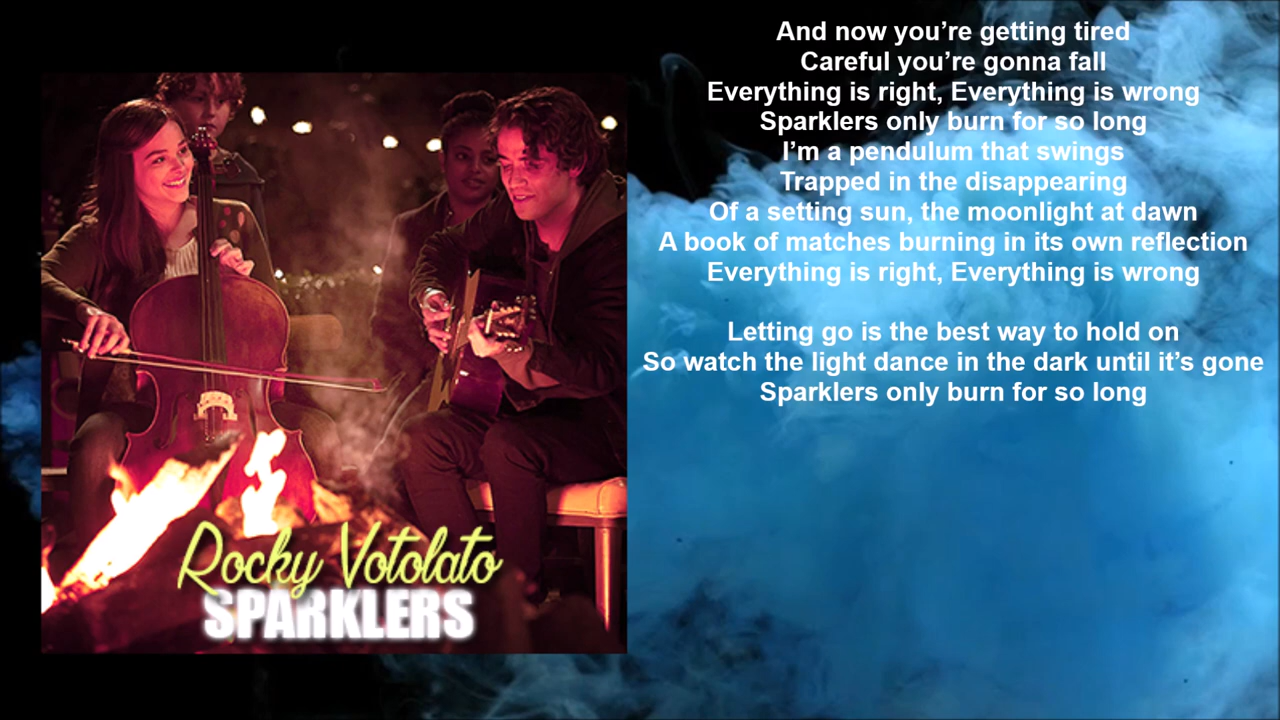 And now you’re getting tired
Careful you’re gonna fall
Everything is right, Everything is wrong
Sparklers only burn for so long
I’m a pendulum that swings
Trapped in the disappearing
Of a setting sun, the moonlight at dawn
A book of matches burning in its own reflection
Everything is right, Everything is wrong
Letting go is the best way to hold on
So watch the light dance in the dark until it’s gone
Sparklers only burn for so long
Rocky Votolato
SPARKLERS